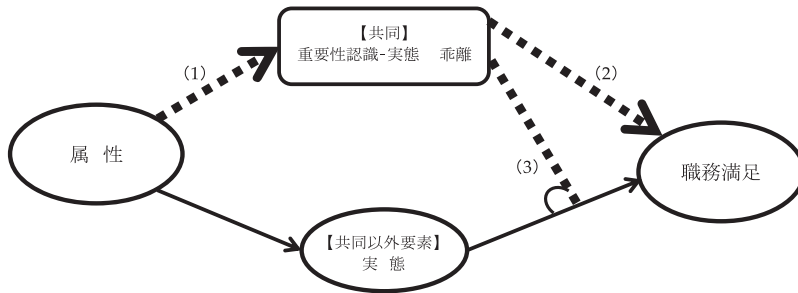 【共同】
重要性認識-実態　乖離
（1）
（2）
属 性
（3）
職務満足
【共同以外要素】
実 態